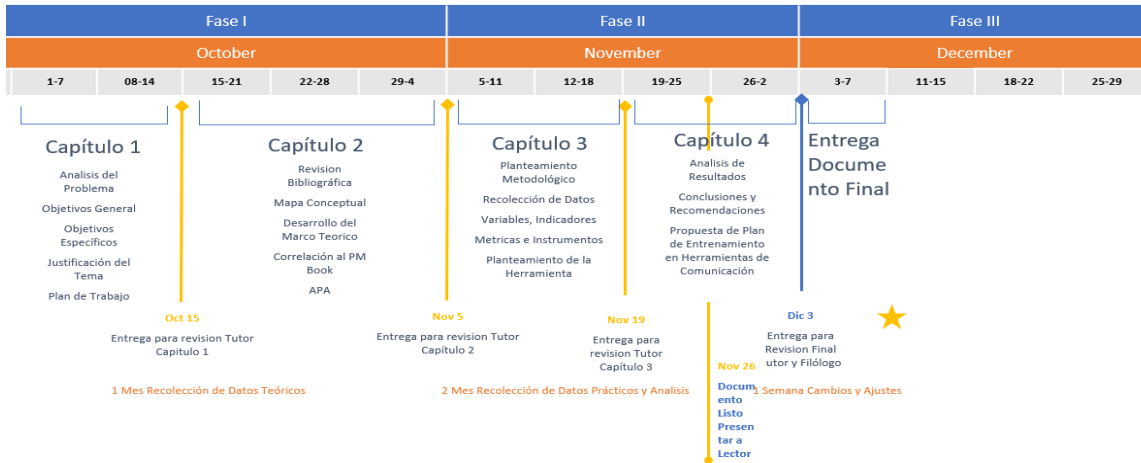 Fase I
Fase II
Fase III
October
November
December
1-7
08-14
15-21
22-28
29-4
5-11
12-18
19-25
26-2
3-7
11-15
18-22
25-29
Capítulo 1
Analisis del
Problema
Objetivos General
Objetivos
Específicos
Justificación del
Tema
Plan de Trabajo
Capítulo 2
Revision
Bibliográfica
Mapa Conceptual
Desarrollo del
Marco Teorico
Correlación al PM
Book
APA
Capítulo 3
Planteamiento
Metodológico
Recolección de Datos
Variables, Indicadores
Metricas e Instrumentos
Planteamiento de la
Herramienta
Capítulo 4
Analisis de
Resultados
Conclusiones y
Recomendaciones
Propuesta de Plan
de Entrenamiento
en Herramientas de
Comunicación
Entrega
Docume
nto Final
Oct 15
Entrega para revision Tutor
Capitulo 1
Nov 5
Entrega para revision Tutor
Capítulo 2
Nov 19
Entrega para
revision Tutor
Capítulo 3
Nov 26
Docum
ento
Listo
Presen
tar a
Lector
Dic 3
Entrega para
Revision Final
utor y Filólogo
1 Mes Recolección de Datos Teóricos
2 Mes Recolección de Datos Prácticos y Analisis
1 Semana Cambios y Ajustes